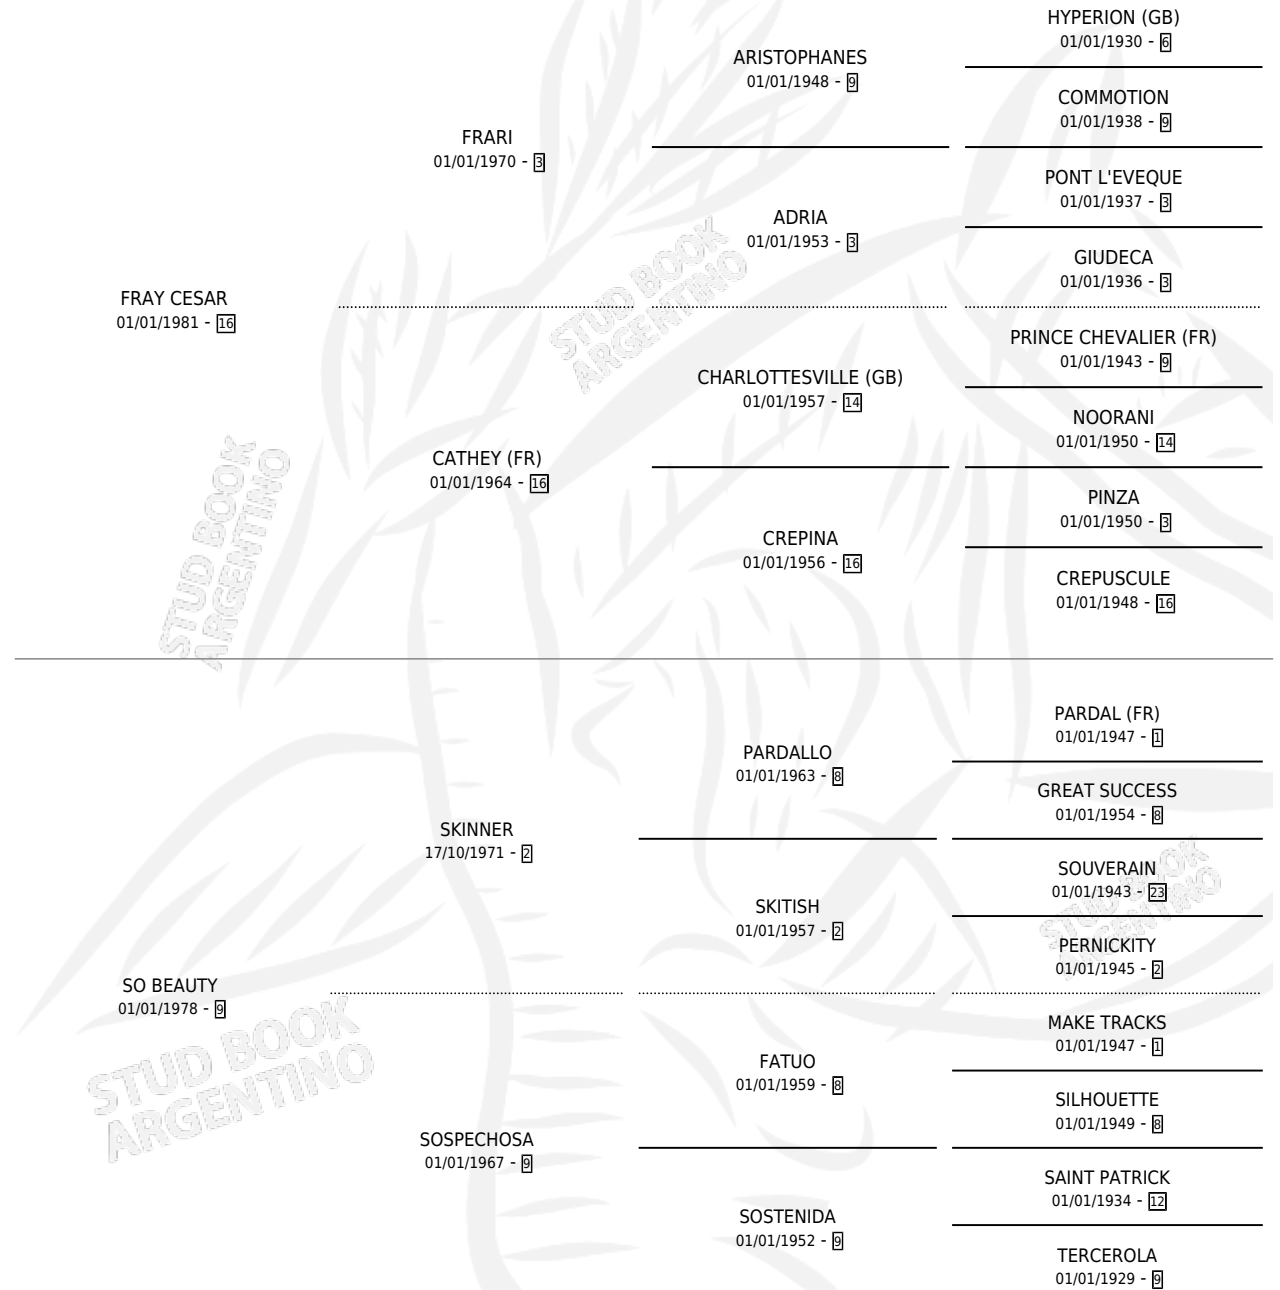 HYPERION (GB)
01/01/1930 - 6
ARISTOPHANES
01/01/1948 - 9
COMMOTION
01/01/1938 - 9
FRARI
01/01/1970 - 3
PONT L'EVEQUE
01/01/1937 - 3
ADRIA
01/01/1953 - 3
GIUDECA
01/01/1936 - 3
FRAY CESAR
01/01/1981 - 16
PRINCE CHEVALIER (FR)
01/01/1943 - 9
CHARLOTTESVILLE (GB)
01/01/1957 - 14
NOORANI
01/01/1950 - 14
CATHEY (FR)
01/01/1964 - 16
PINZA
01/01/1950 - 3
CREPINA
01/01/1956 - 16
CREPUSCULE
01/01/1948 - 16
STUD BOOK
ARGENTINO
STUD BOOK
ARGENTINO
PARDAL (FR)
01/01/1947 - 1
PARDALLO
01/01/1963 - 8
GREAT SUCCESS
01/01/1954 - 8
SKINNER
17/10/1971 - 2
SOUVERAIN
01/01/1943 - 23
SKITISH
01/01/1957 - 2
PERNICKITY
01/01/1945 - 2
SO BEAUTY
01/01/1978 - 9
MAKE TRACKS
01/01/1947 - 1
FATUO
01/01/1959 - 8
SILHOUETTE
01/01/1949 - 8
SOSPECHOSA
01/01/1967 - 9
SAINT PATRICK
01/01/1934 - 12
SOSTENIDA
01/01/1952 - 9
TERCEROLA
01/01/1929 - 9
STUD BOOK
ARGENTINO
STUD BOOK
ARGENTINO